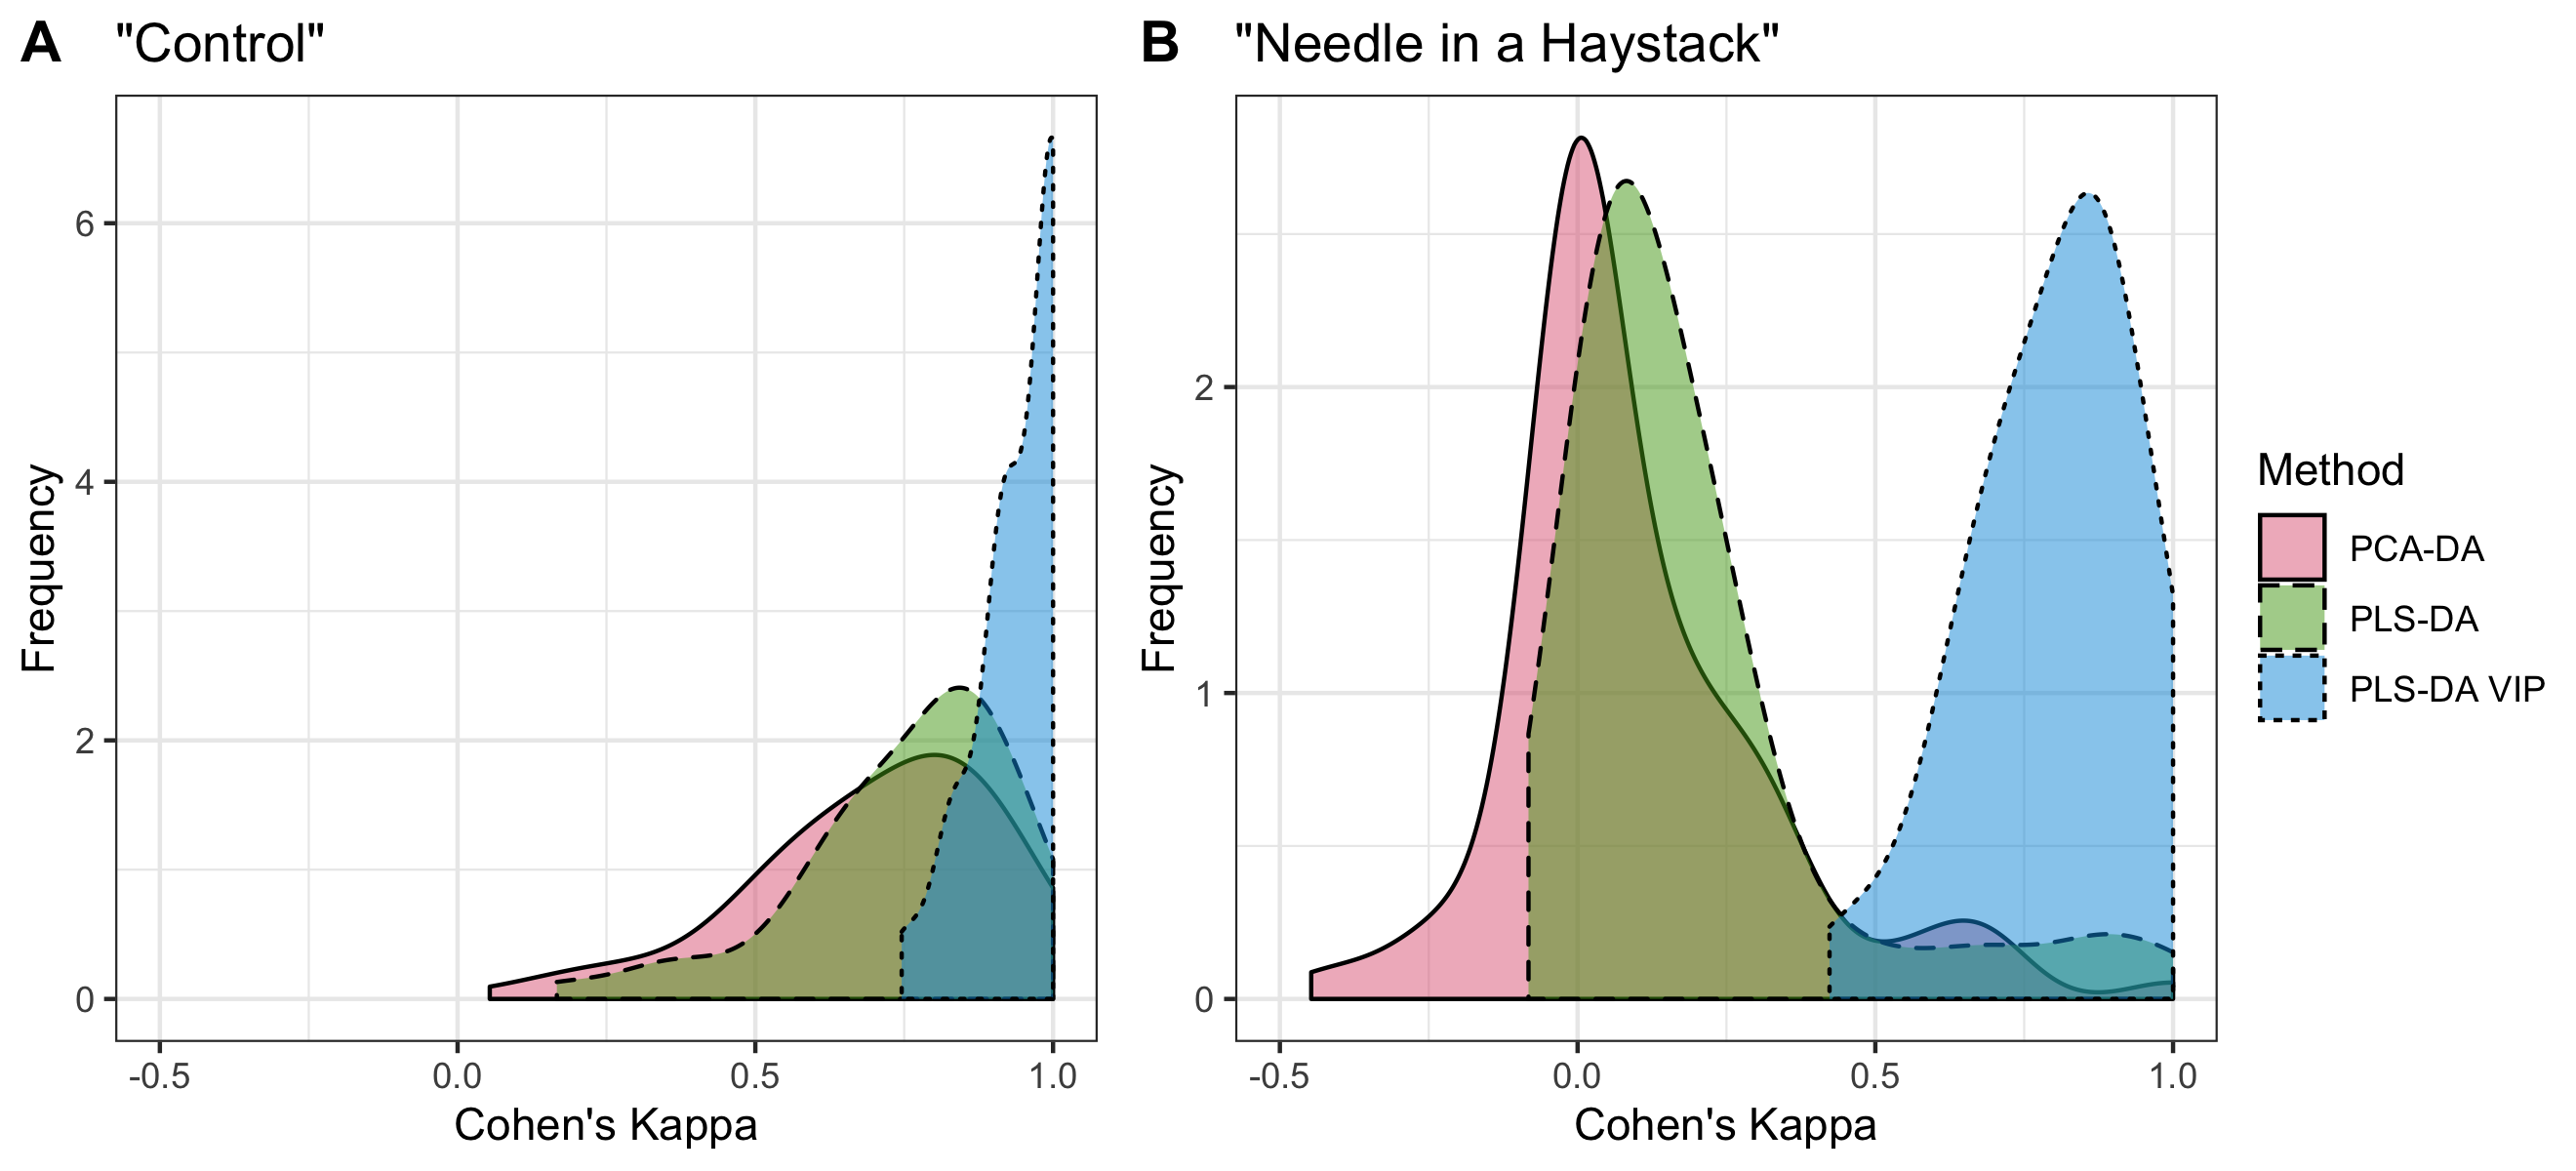 A "Control"
Frequency
6
4
2
0
-0.5 0.0 0.5 1.0
Cohen's Kappa
B "Needle in a Haystack"
Frequency
2
1
0
-0.5 0.0 0.5 1.0
Cohen's Kappa
Method
PCA-DA
PLS-DA
PLS-DA VIP